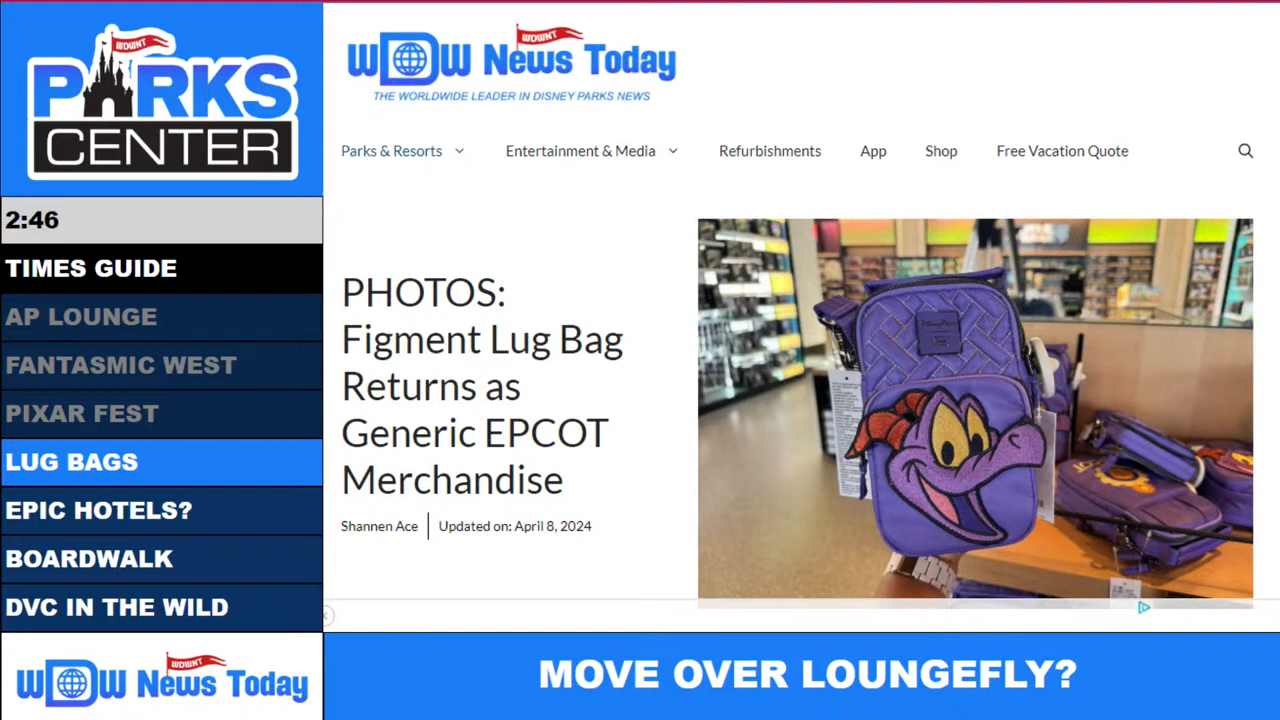 WDWNT
PARKS
CENTER
2:46
TIMES GUIDE
AP LOUNGE
FANTASMIC WEST
PIXAR FEST
LUG BAGS
EPIC HOTELS?
BOARDWALK
DVC IN THE WILD
WDWNT
WDW News Today
WDWNT
WDW News Today
THE WORLDWIDE LEADER IN DISNEY PARKS NEWS
Parks & Resorts
Entertainment & Media
Refurbishments
App
Shop
Free Vacation Quote
PHOTOS:
Figment Lug Bag
Returns as
Generic EPCOT
Merchandise
Shannen Ace
Updated on: April 8, 2024
MOVE OVER LOUNGEFLY?